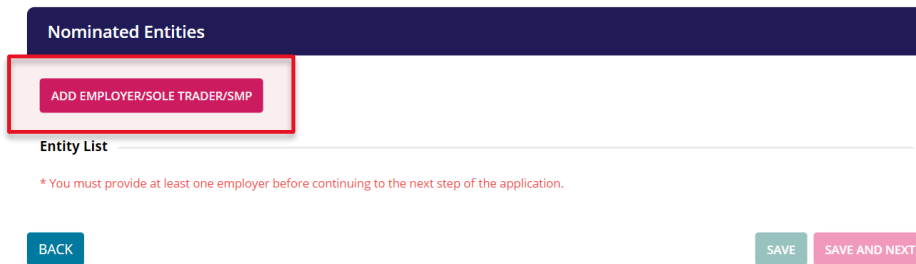 Nominated Entities
ADD EMPLOYER/SOLE TRADER/SMP
Entity List
* You must provide at least one employer before continuing to the next step of the application.
BACK SAVE SAVE AND NEXT